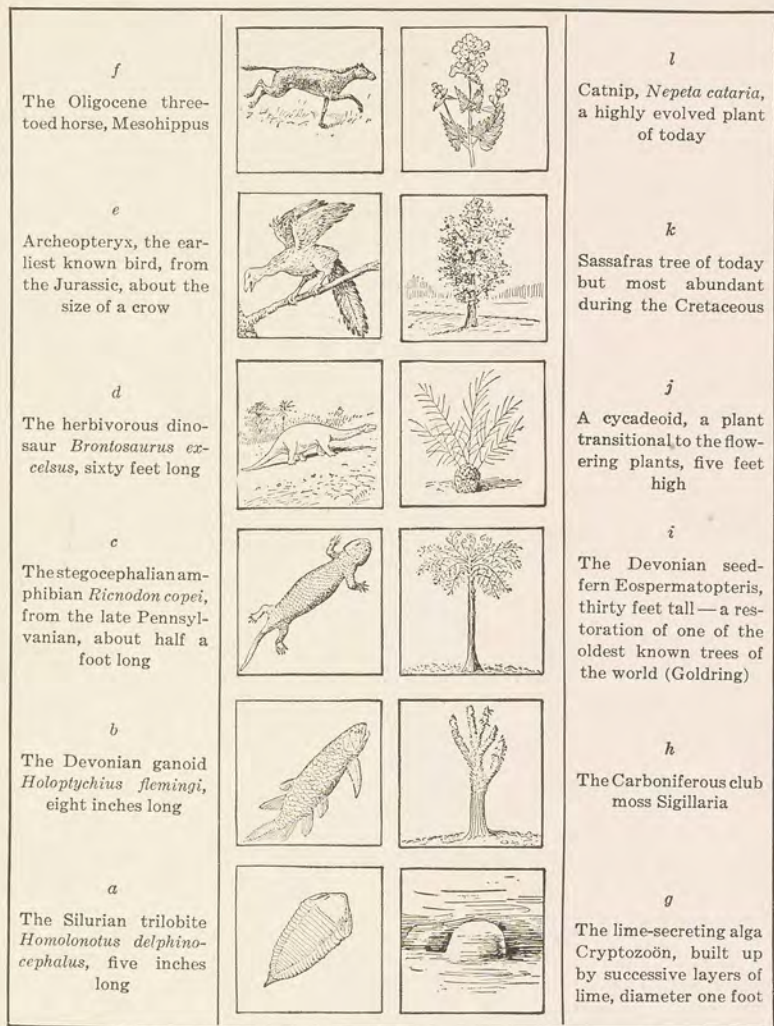 f
The Oligocene three-
toed horse, Mesohippus
e
Archeopteryx, the ear-
liest known bird, from
the Jurassic, about the
size of a crow
d
The herbivorous dino-
saur Brontosaurus ex-
celsus, sixty feet long
c
The stegocephalian am-
phibian Ricnodon copei,
from the late Pennsyl-
vanian, about half a
foot long
b
The Devonian ganoid
Holoptychius flemingi,
eight inches long
a
The Silurian trilobite
Homolonotus delphino-
cephalus, five inches
long
l
Catnip, Nepeta cataria,
a highly evolved plant
of today
k
Sassafras tree of today
but most abundant
during the Cretaceous
j
A cycadeoid, a plant
transitional to the flow-
ering plants, five feet
high
i
The Devonian seed-
fern Eospermatopteris,
thirty feet tall — a res-
toration of one of the
oldest known trees of
the world (Goldring)
h
The Carboniferous club
moss Sigillaria
g
The lime-secreting alga
Cryptozoön, built up
by successive layers of
lime, diameter one foot